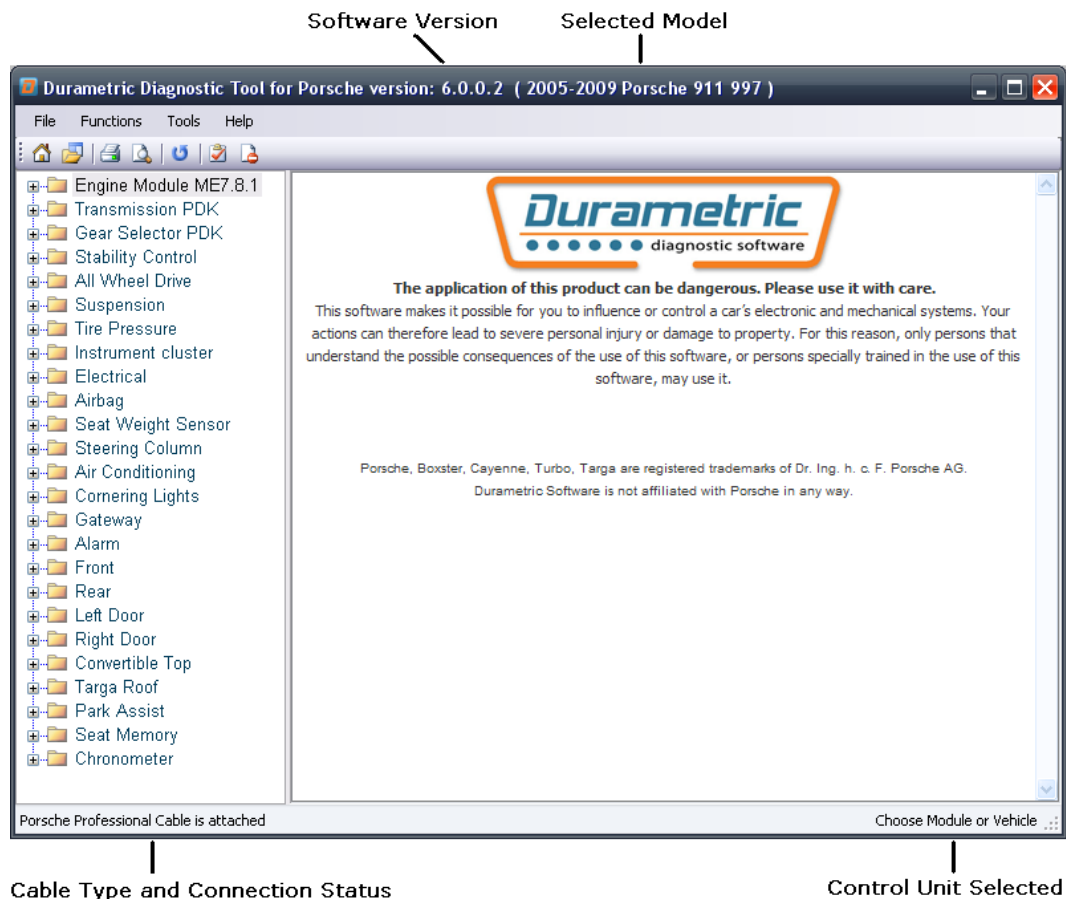 Software Version
Selected Model
Durametric Diagnostic Tool for Porsche version: 6.0.0.2 ( 2005-2009 Porsche 911 997 )
File Functions Tools Help
Engine Module ME7.8.1
Transmission PDK
Gear Selector PDK
Stability Control
All Wheel Drive
Suspension
Tire Pressure
Instrument cluster
Electrical
Airbag
Seat Weight Sensor
Steering Column
Air Conditioning
Cornering Lights
Gateway
Alarm
Front
Rear
Left Door
Right Door
Convertible Top
Targa Roof
Park Assist
Seat Memory
Chronometer
Durametric
diagnostic software
The application of this product can be dangerous. Please use it with care.
This software makes it possible for you to influence or control a car's electronic and mechanical systems. Your
actions can therefore lead to severe personal injury or damage to property. For this reason, only persons that
understand the possible consequences of the use of this software, or persons specially trained in the use of this
software, may use it.
Porsche, Boxster, Cayenne, Turbo, Targa are registered trademarks of Dr. Ing. h. c. F. Porsche AG.
Durametric Software is not affiliated with Porsche in any way.
Porsche Professional Cable is attached
Choose Module or Vehicle
Cable Type and Connection Status
Control Unit Selected